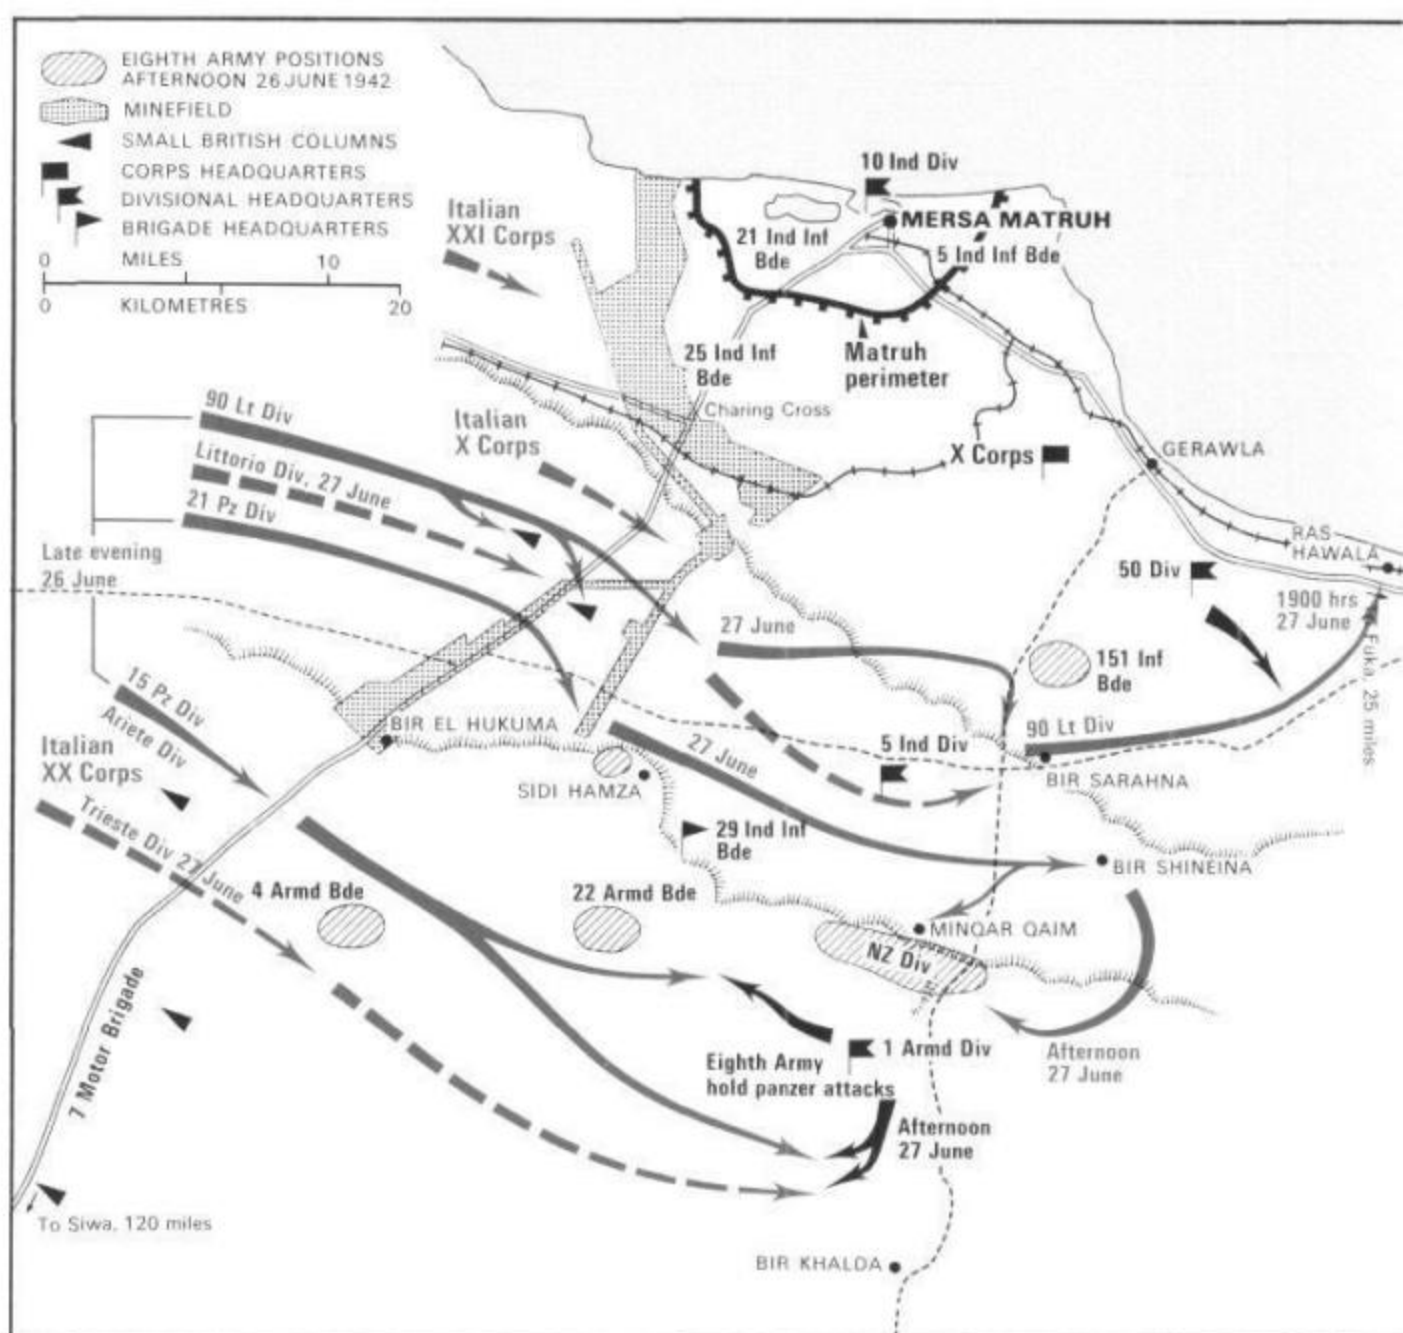 EIGHTH ARMY POSITIONS
AFTERNOON 26 JUNE 1942
MINEFIELD
SMALL BRITISH COLUMNS
CORPS HEADQUARTERS
DIVISIONAL HEADQUARTERS
BRIGADE HEADQUARTERS
0 MILES 10
0 KILOMETRES 20
10 Ind Div
MERSA MATRUH
21 Ind Inf
Bde
5 Ind Inf Bde
Italian
XXI Corps
25 Ind Inf
Bde
Matruh
perimeter
Charing Cross
90 Lt Div
Littorio Div, 27 June
21 Pz Div
Italian
X Corps
X Corps
GERAWLA
RAS
HAWALA
Late evening
26 June
50 Div
1900 hrs
27 June
Fuka, 25 miles
27 June
151 Inf
Bde
15 Pz Div
Ariete Div
BIR EL HUKUMA
Italian
XX Corps
Trieste Div 27 June
SIDI HAMZA
27 June
5 Ind Div
90 Lt Div
BIR SARAHNA
29 Ind Inf
Bde
BIR SHINEINA
4 Armd Bde
22 Armd Bde
MINQAR QAIM
NZ Div
7 Motor Brigade
Eighth Army
hold panzer attacks
1 Armd Div
Afternoon
27 June
Afternoon
27 June
To Siwa, 120 miles
BIR KHALDA